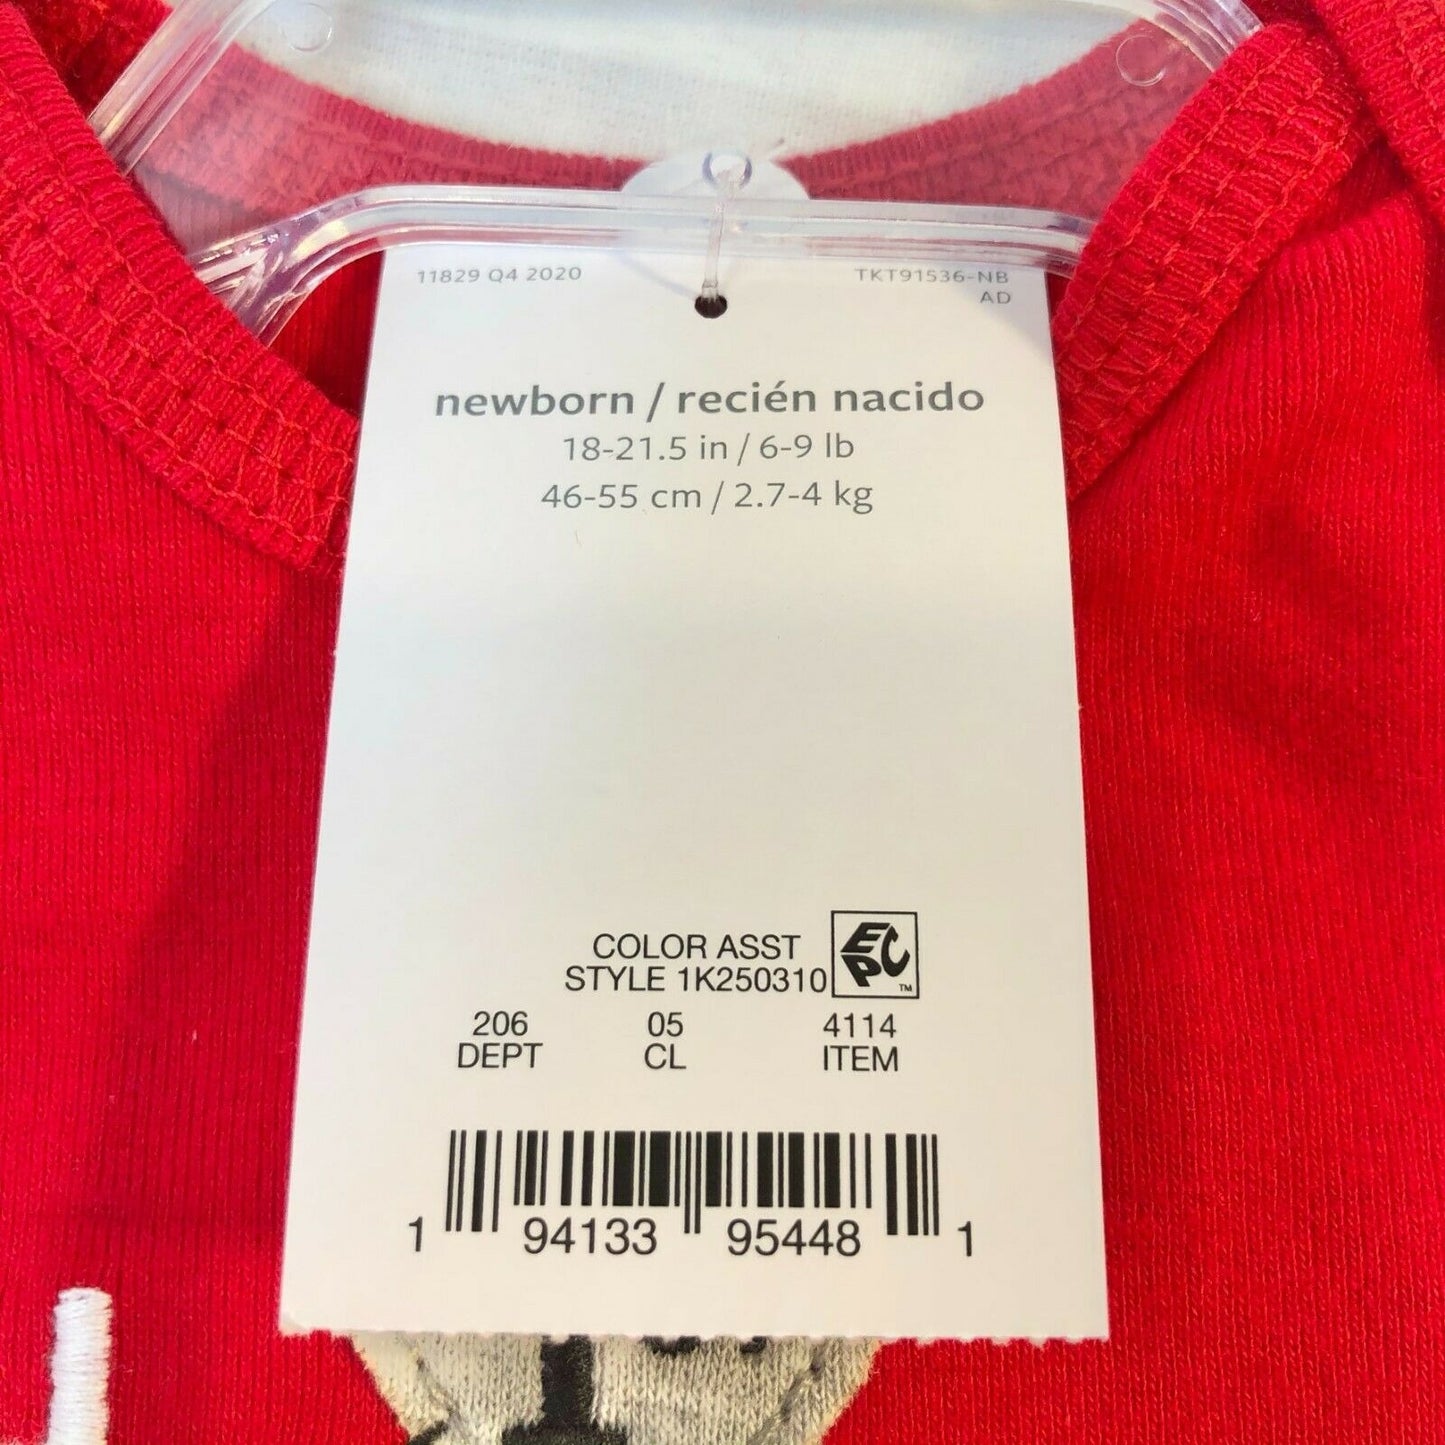 11829 Q4 2020
TKT91536-NB
AD
newborn / recién nacido
18-21.5 in / 6-9 lb
46-55 cm / 2.7-4 kg
COLOR ASST
STYLE 1K250310
EPC™
206 05 4114
DEPT CL ITEM
1 94133 95448 1